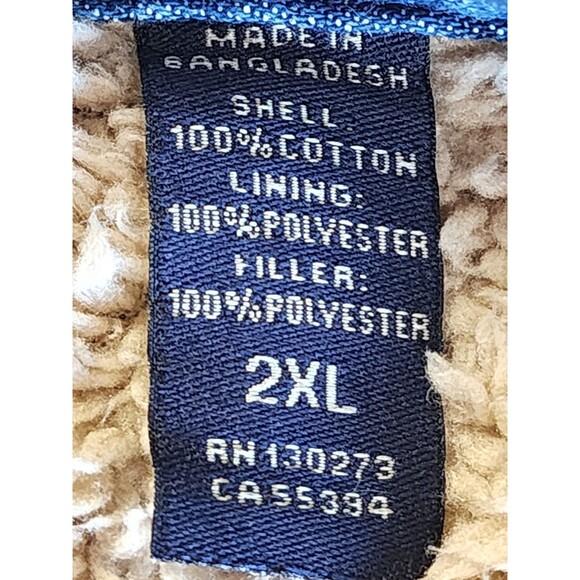 MADE IN
BANGLADESH
SHELL:
100% COTTON
LINING:
100% POLYESTER
FILLER:
100% POLYESTER
2XL
RN 130273
CA 55394